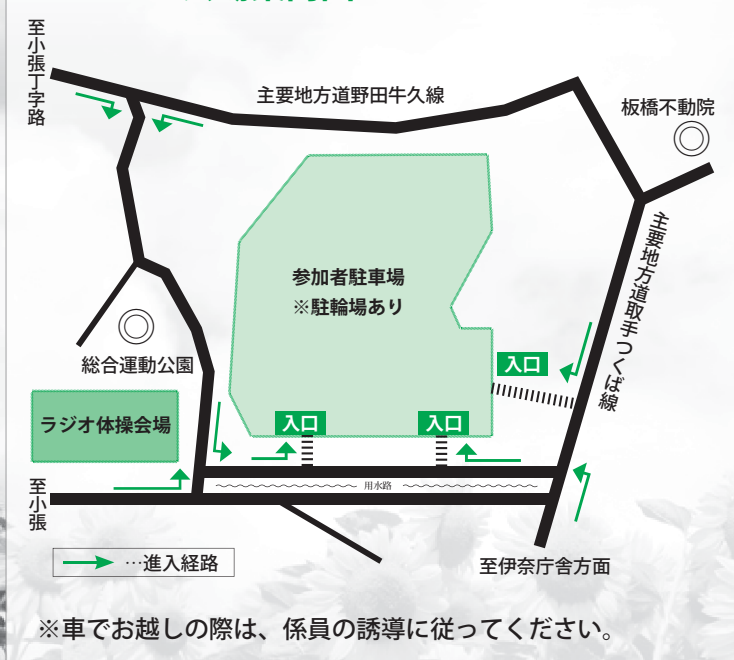 至小張丁字路
主要地方道野田牛久線
板橋不動院
主要地方道取手つくば線
参加者駐車場
※駐輪場あり
総合運動公園
入口
ラジオ体操会場
入口
入口
用水路
至小張
…進入経路
至伊奈庁舎方面
※車でお越しの際は、係員の誘導に従ってください。